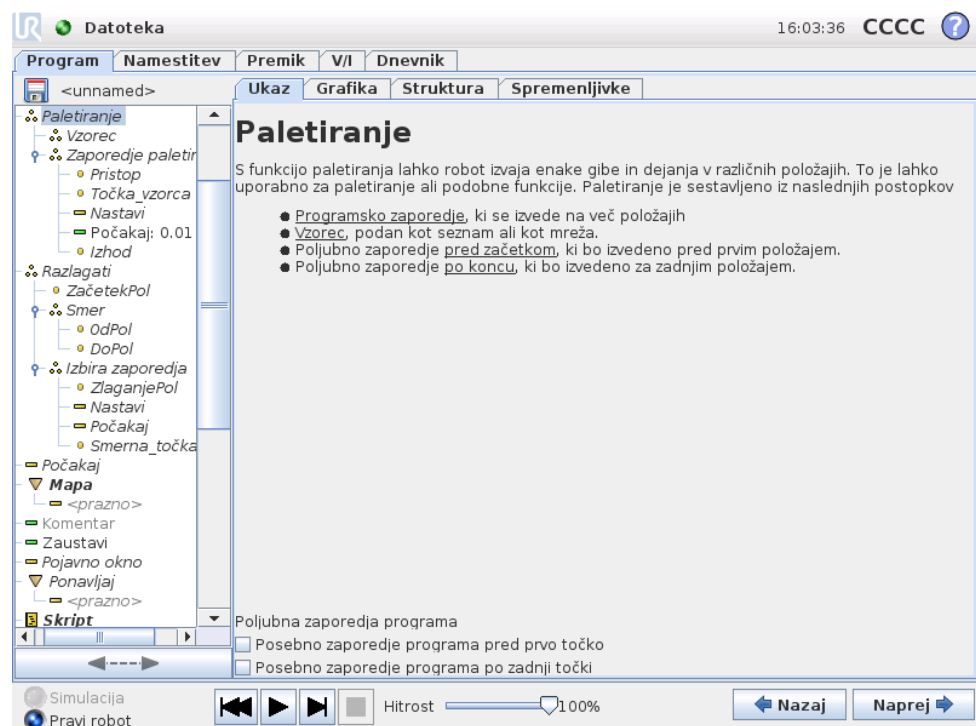 UR Datoteka 16:03:36 CCCC ?
Program Namestitev Premik V/I Dnevnik
<unnamed>
Ukaz Grafika Struktura Spremenljivke
Paletiranje
Vzorec
Zaporedje paletir
Pristop
Točka_vzorca
Nastavi
Počakaj: 0.01
Izhod
Razlagati
ZačetekPol
Smer
OdPol
DoPol
Izbira zaporedja
ZlaganjePol
Nastavi
Počakaj
Smerna_točka
Počakaj
Mapa
<prazno>
Komentar
Zaustavi
Pojavno okno
Ponavljaj
<prazno>
Skript
Paletiranje
S funkcijo paletiranja lahko robot izvaja enake gibe in dejanja v različnih položajih. To je lahko
uporabno za paletiranje ali podobne funkcije. Paletiranje je sestavljeno iz naslednjih postopkov
Programsko zaporedje, ki se izvede na več položajih
Vzorec, podan kot seznam ali kot mreža.
Poljubno zaporedje pred začetkom, ki bo izvedeno pred prvim položajem.
Poljubno zaporedje po koncu, ki bo izvedeno za zadnjim položajem.
Poljubna zaporedja programa
Posebno zaporedje programa pred prvo točko
Posebno zaporedje programa po zadnji točki
Simulacija
Pravi robot
Hitrost 100%
Nazaj Naprej